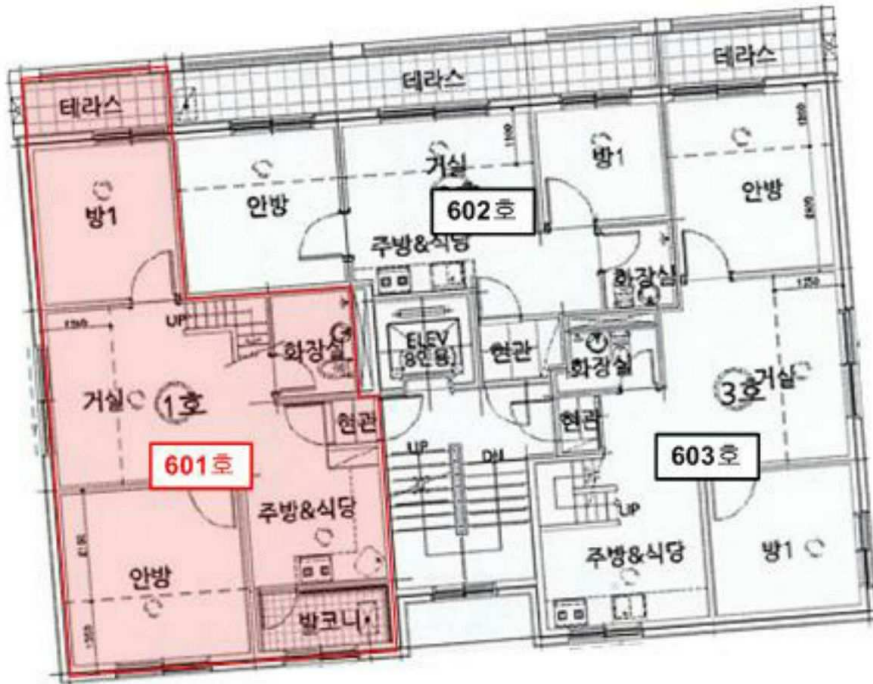 테라스
테라스
테라스
방1
안방
거실
602호
방1
안방
주방&식당
화장실
UP
화장실
ELEV
(8인용)
현관
화장실
거실
1호
현관
현관
3호
거실
601호
UP
DN
603호
주방&식당
UP
안방
주방&식당
방1
발코니